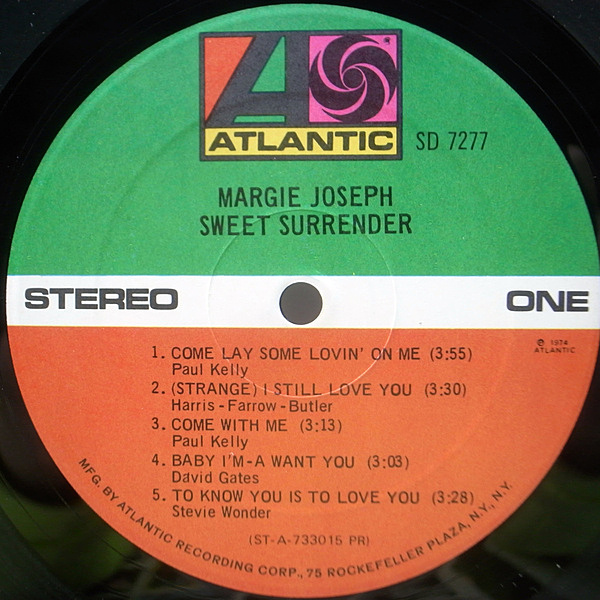 ATLANTIC
SD 7277
MARGIE JOSEPH
SWEET SURRENDER
STEREO
ONE
℗ 1974
ATLANTIC
1. COME LAY SOME LOVIN' ON ME (3:55)
Paul Kelly
2. (STRANGE) I STILL LOVE YOU (3:30)
Harris-Farrow-Butler
3. COME WITH ME (3:13)
Paul Kelly
4. BABY I'M-A WANT YOU (3:03)
David Gates
5. TO KNOW YOU IS TO LOVE YOU (3:28)
Stevie Wonder
(ST-A-733015 PR)
MFG. BY ATLANTIC RECORDING CORP., 75 ROCKEFELLER PLAZA, N.Y., N.Y.